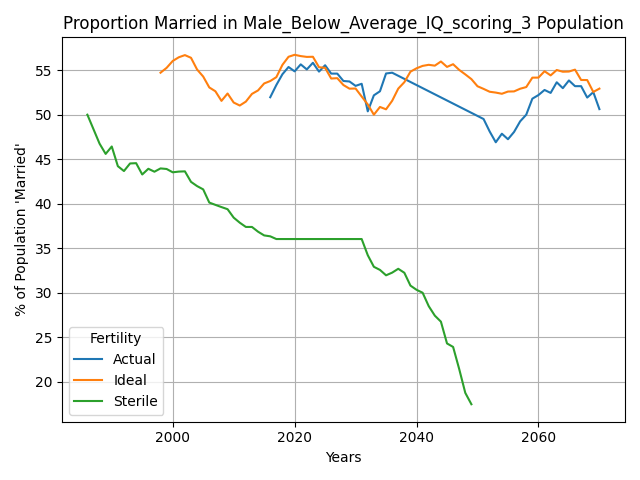 Proportion Married in Male_Below_Average_IQ_scoring_3 Population
% of Population 'Married'
55
50
45
40
35
30
25
20
Fertility
Actual
Ideal
Sterile
2000
2020
2040
2060
Years